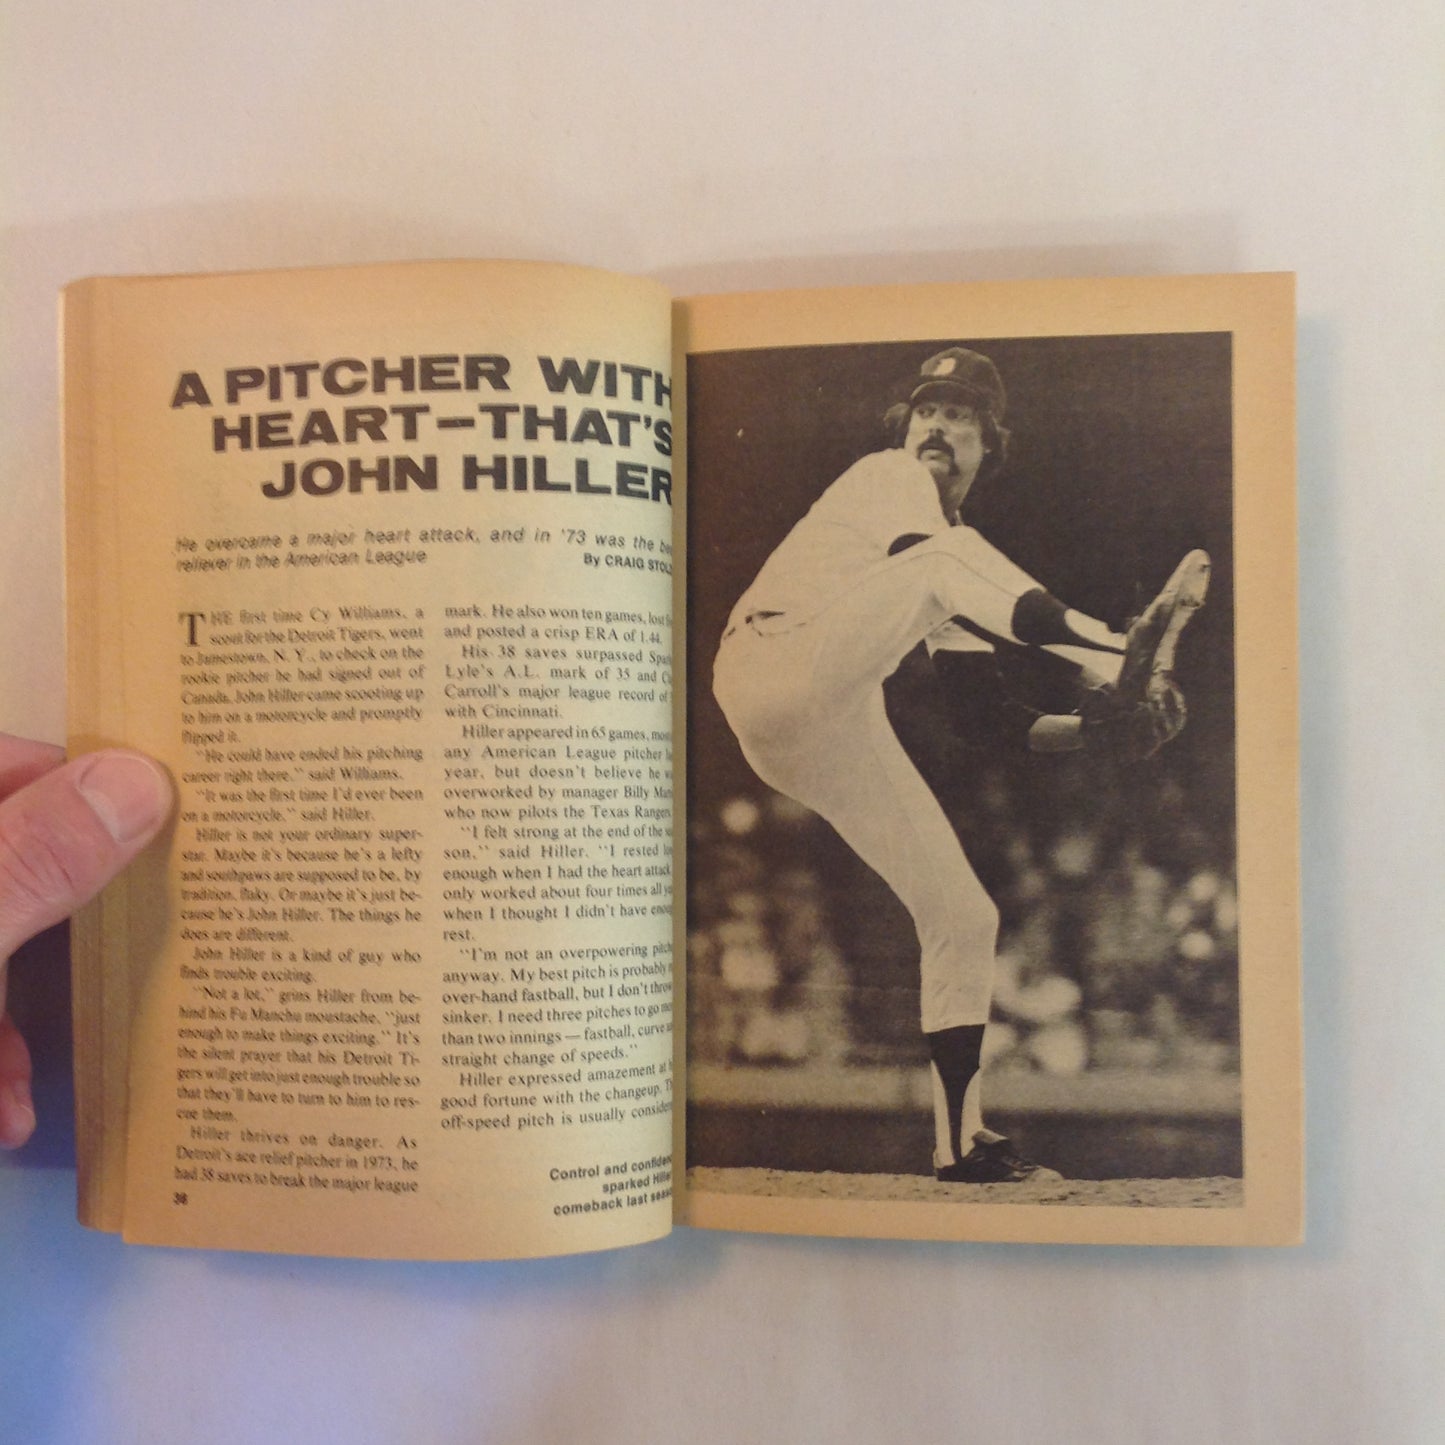 A PITCHER WITH
HEART—THAT'S
JOHN HILLER
He overcame a major heart attack, and in '73 was the
reliever in the American League
By CRAIG
THE first time Cy Williams, a
scout for the Detroit Tigers, went
to Jamestown, N. Y., to check on the
rookie pitcher he had signed out of
Canada, John Hiller came scooting up
to him on a motorcycle and promptly
flipped it.
"He could have ended his pitching
career right there," said Williams.
"It was the first time I'd ever been
on a motorcycle," said Hiller.
Hiller is not your ordinary super-
star. Maybe it's because he's a lefty
and southpaws are supposed to be, by
tradition, flaky. Or maybe it's just be-
cause he's John Hiller. The things he
does are different.
John Hiller is a kind of guy who
finds trouble exciting.
"Not a lot," grins Hiller from be-
hind his Fu Manchu moustache, "just
enough to make things exciting." It's
the silent prayer that his Detroit Ti-
gers will get into just enough trouble so
that they'll have to turn to him to res-
cue them.
Hiller thrives on danger. As
Detroit's ace relief pitcher in 1973, he
had 38 saves to break the major league
38
mark. He also won ten games, lost
and posted a crisp ERA of 1.44.
His 38 saves surpassed
Lyle's A.L. mark of 35 and
Carroll's major league record of
with Cincinnati.
Hiller appeared in 65 games,
any American League pitcher
year, but doesn't believe he
overworked by manager Billy
who now pilots the Texas Rangers.
"I felt strong at the end of the
son," said Hiller. "I rested
enough when I had the heart attack.
only worked about four times all
when I thought I didn't have
rest.
"I'm not an overpowering
anyway. My best pitch is probably
over-hand fastball, but I don't throw
sinker. I need three pitches to go
than two innings — fastball, curve
straight change of speeds."
Hiller expressed amazement at
good fortune with the changeup.
off-speed pitch is usually
Control and
sparked
comeback last